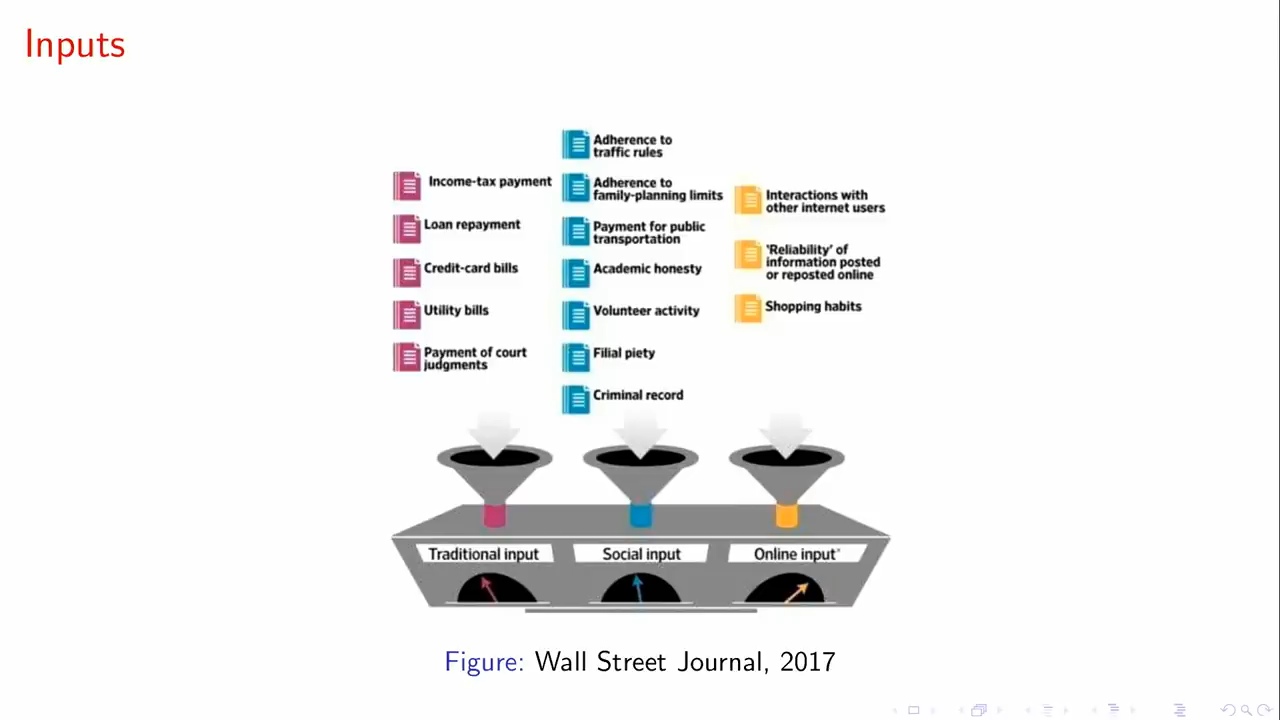 Inputs
Income-tax payment
Loan repayment
Credit-card bills
Utility bills
Payment of court
judgments
Adherence to
traffic rules
Adherence to
family-planning limits
Payment for public
transportation
Academic honesty
Volunteer activity
Filial piety
Criminal record
Interactions with
other internet users
'Reliability' of
information posted
or reposted online
Shopping habits
Traditional input
Social input
Online input*
Figure: Wall Street Journal, 2017